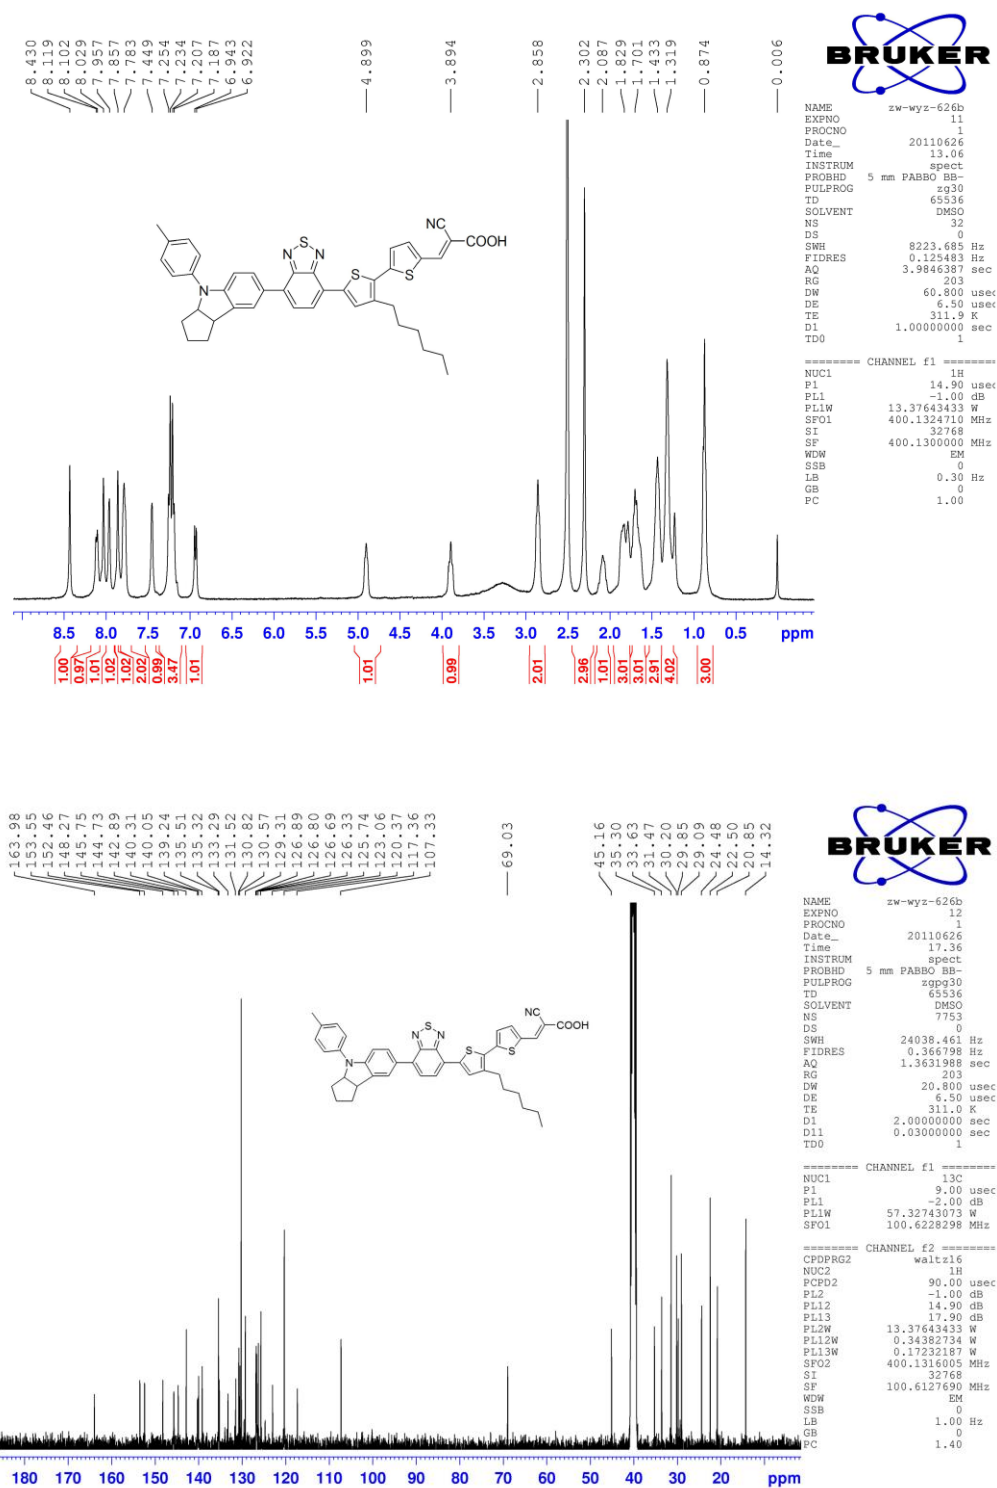 8.430
8.119
8.102
8.029
7.957
7.857
7.783
7.449
7.254
7.234
7.207
7.187
6.943
6.922
4.899
3.894
2.858
2.302
2.087
1.829
1.701
1.433
1.319
0.874
0.006
BRUKER
NAME zw-wyz-626b
EXPNO 11
PROCNO 1
Date_ 20110626
Time 13.06
INSTRUM spect
PROBHD 5 mm PABBO BB-
PULPROG zg30
TD 65536
SOLVENT DMSO
NS 32
DS 0
SWH 8223.685 Hz
FIDRES 0.125483 Hz
AQ 3.9846387 sec
RG 203
DW 60.800 usec
DE 6.50 usec
TE 311.9 K
D1 1.00000000 sec
TD0 1
======== CHANNEL f1 ========
NUC1 1H
P1 14.90 usec
PL1 -1.00 dB
PL1W 13.37643433 W
SFO1 400.1324710 MHz
SI 32768
SF 400.1300000 MHz
WDW EM
SSB 0
LB 0.30 Hz
GB 0
PC 1.00
NC
COOH
N S N
S
S
N
8.5 8.0 7.5 7.0 6.5 6.0 5.5 5.0 4.5 4.0 3.5 3.0 2.5 2.0 1.5 1.0 0.5 ppm
1.00
0.97
1.01
1.02
1.02
2.02
0.99
3.47
1.01
1.01
0.99
2.01
2.96
1.01
3.01
3.01
2.91
4.02
3.00
163.98
153.55
152.46
148.27
145.75
144.73
142.89
140.31
140.05
139.24
135.51
135.32
133.29
131.52
130.82
130.57
129.31
126.89
126.80
126.69
126.33
125.74
123.06
120.37
117.36
107.33
69.03
45.16
35.30
33.63
31.47
30.20
29.85
29.09
24.48
22.50
20.85
14.32
BRUKER
NAME zw-wyz-626b
EXPNO 12
PROCNO 1
Date_ 20110626
Time 17.36
INSTRUM spect
PROBHD 5 mm PABBO BB-
PULPROG zgpg30
TD 65536
SOLVENT DMSO
NS 7753
DS 0
SWH 24038.461 Hz
FIDRES 0.366798 Hz
AQ 1.3631988 sec
RG 203
DW 20.800 usec
DE 6.50 usec
TE 311.0 K
D1 2.00000000 sec
D11 0.03000000 sec
TD0 1
======== CHANNEL f1 ========
NUC1 13C
P1 9.00 usec
PL1 -2.00 dB
PL1W 57.32743073 W
SFO1 100.6228298 MHz
======== CHANNEL f2 ========
CPDPRG2 waltz16
NUC2 1H
PCPD2 90.00 usec
PL2 -1.00 dB
PL12 14.90 dB
PL13 17.90 dB
PL2W 13.37643433 W
PL12W 0.34382734 W
PL13W 0.17232187 W
SFO2 400.1316005 MHz
SI 32768
SF 100.6127690 MHz
WDW EM
SSB 0
LB 1.00 Hz
GB 0
PC 1.40
NC
COOH
N S N
S
S
N
180 170 160 150 140 130 120 110 100 90 80 70 60 50 40 30 20 ppm